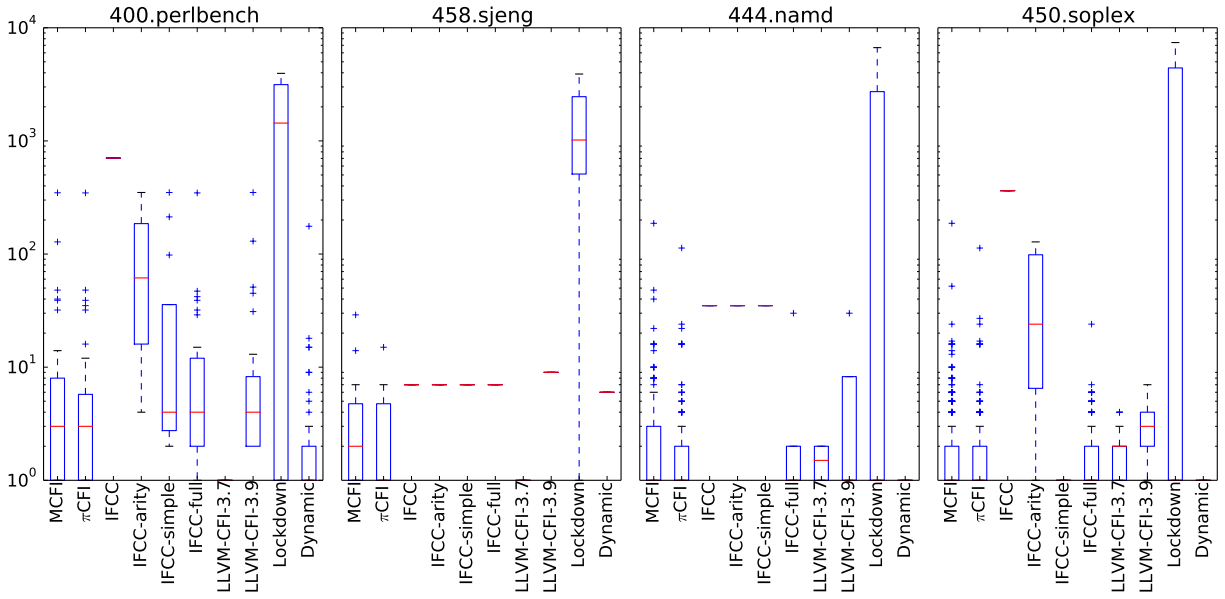 400.perlbench
458.sjeng
444.namd
450.soplex
10^4
10^3
10^2
10^1
10^0
MCFI
πCFI
IFCC
IFCC-arity
IFCC-simple
IFCC-full
LLVM-CFI-3.7
LLVM-CFI-3.9
Lockdown
Dynamic
MCFI
πCFI
IFCC
IFCC-arity
IFCC-simple
IFCC-full
LLVM-CFI-3.7
LLVM-CFI-3.9
Lockdown
Dynamic
MCFI
πCFI
IFCC
IFCC-arity
IFCC-simple
IFCC-full
LLVM-CFI-3.7
LLVM-CFI-3.9
Lockdown
Dynamic
MCFI
πCFI
IFCC
IFCC-arity
IFCC-simple
IFCC-full
LLVM-CFI-3.7
LLVM-CFI-3.9
Lockdown
Dynamic